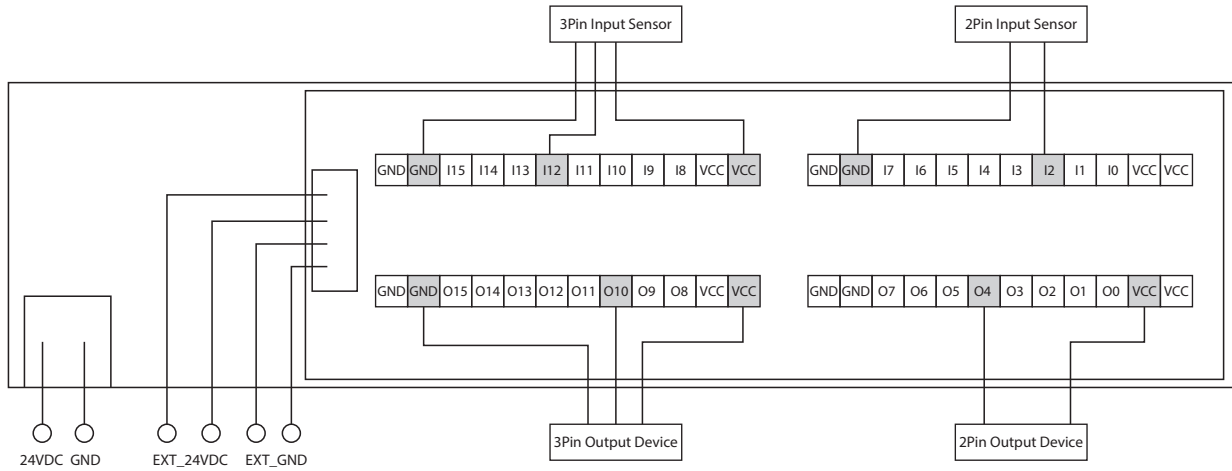 3Pin Input Sensor 2Pin Input Sensor
GND GND I15 I14 I13 I12 I11 I10 I9 I8 VCC VCC
GND GND I7 I6 I5 I4 I3 I2 I1 I0 VCC VCC
GND GND O15 O14 O13 O12 O11 O10 O9 O8 VCC VCC
GND GND O7 O6 O5 O4 O3 O2 O1 O0 VCC VCC
24VDC GND EXT_24VDC EXT_GND
3Pin Output Device 2Pin Output Device